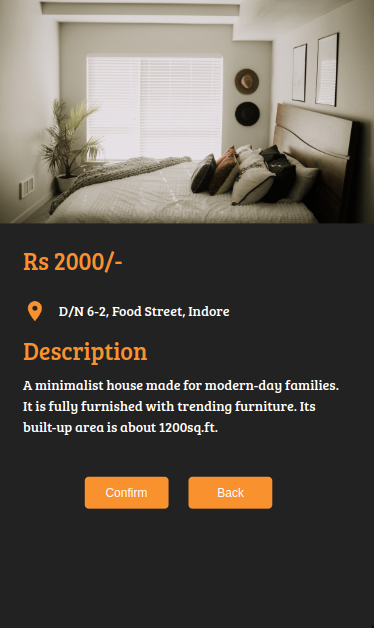 Rs 2000/-
D/N 6-2, Food Street, Indore
Description
A minimalist house made for modern-day families.
It is fully furnished with trending furniture. Its
built-up area is about 1200sq.ft.
Confirm Back